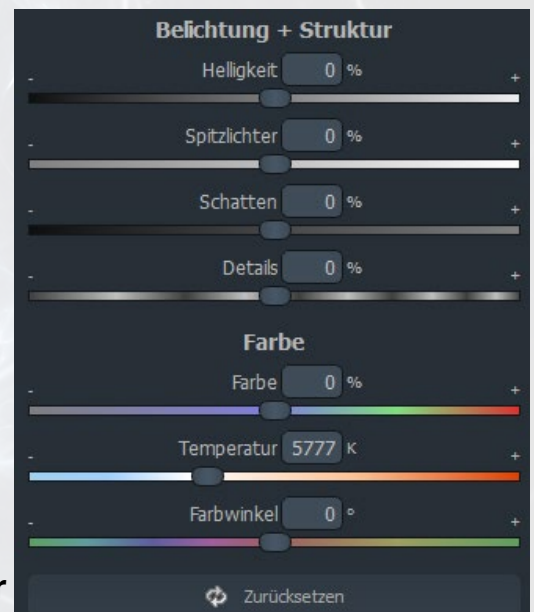 Belichtung + Struktur
Helligkeit 0 %
- +
Spitzlichter 0 %
- +
Schatten 0 %
- +
Details 0 %
- +
Farbe
Farbe 0 %
- +
Temperatur 5777 K
- +
Farbwinkel 0 °
- +
r
Zurücksetzen